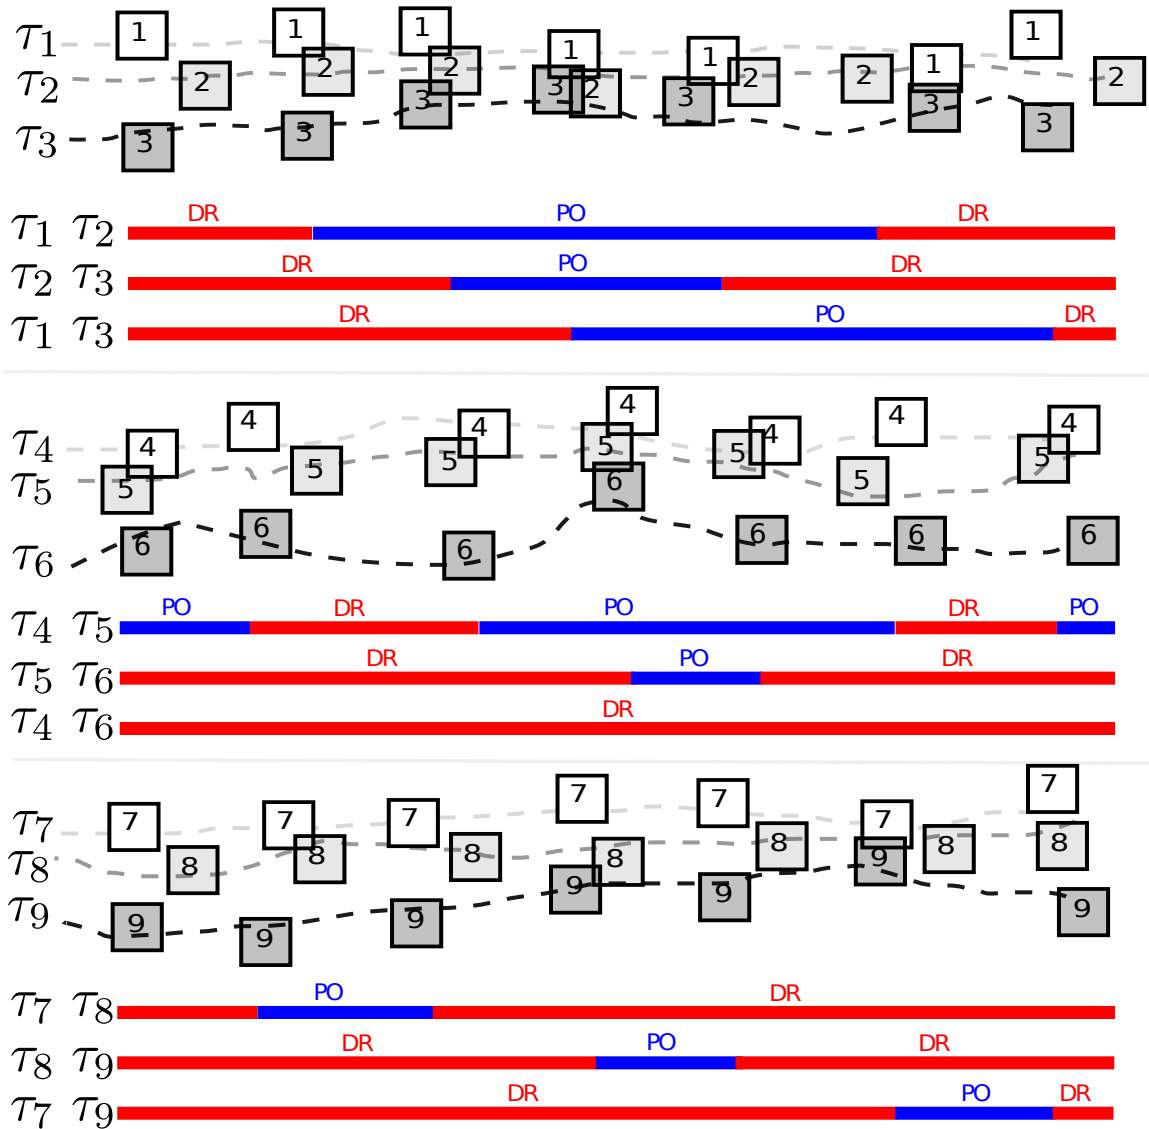 τ1 1 1 1 1 1 1 1
τ2 2 2 2 2 2 2 2
τ3 3 3 3 3 3 3 3
DR PO DR
τ1 τ2
DR PO DR
τ2 τ3
DR PO DR
τ1 τ3
τ4 4 4 4 4 4 4 4
τ5 5 5 5 5 5 5 5
τ6 6 6 6 6 6 6 6
PO DR PO DR PO
τ4 τ5
DR PO DR
τ5 τ6
DR
τ4 τ6
τ7 7 7 7 7 7 7 7
τ8 8 8 8 8 8 8 8
τ9 9 9 9 9 9 9 9
PO DR
τ7 τ8
DR PO DR
τ8 τ9
DR PO DR
τ7 τ9